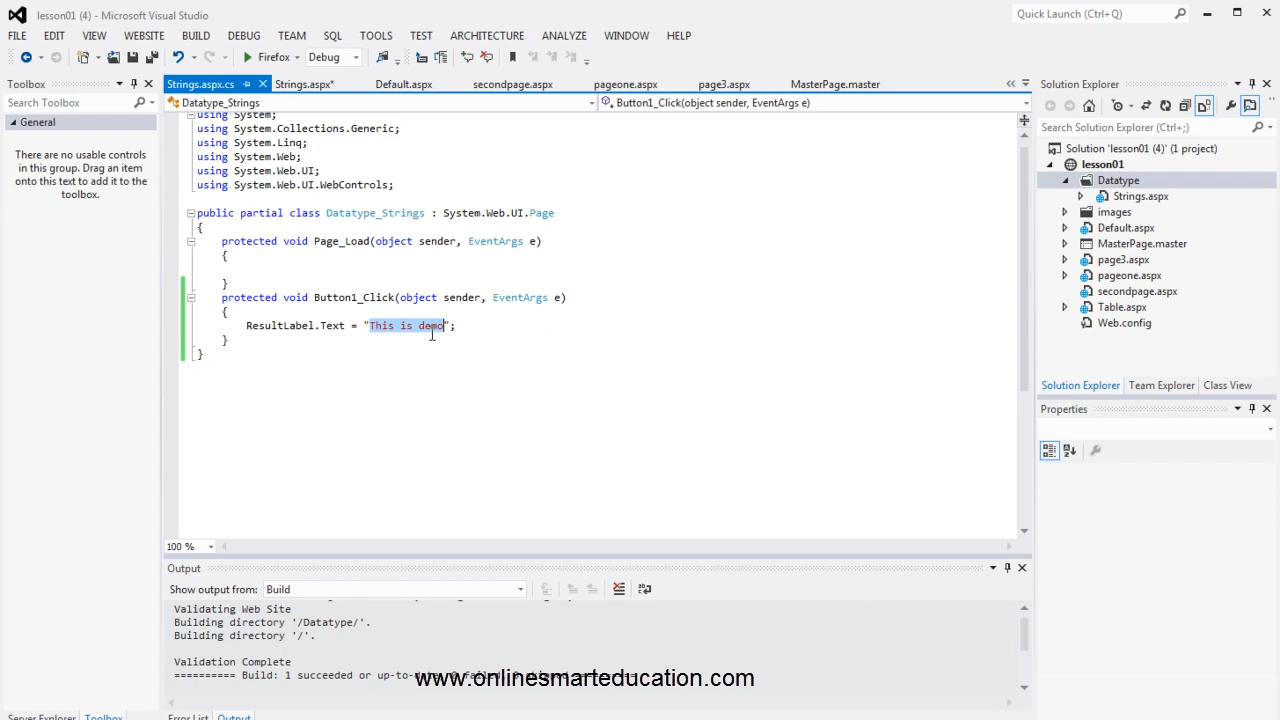 lesson01 (4) - Microsoft Visual Studio
Quick Launch (Ctrl+Q)
FILE EDIT VIEW WEBSITE BUILD DEBUG TEAM SQL TOOLS TEST ARCHITECTURE ANALYZE WINDOW HELP
Firefox Debug
Toolbox
Strings.aspx.cs Strings.aspx* Default.aspx secondpage.aspx pageone.aspx page3.aspx MasterPage.master
Solution Explorer
Search Toolbox
Datatype_Strings
Button1_Click(object sender, EventArgs e)
General
There are no usable controls
in this group. Drag an item
onto this text to add it to the
toolbox.
using System;
using System.Collections.Generic;
using System.Linq;
using System.Web;
using System.Web.UI;
using System.Web.UI.WebControls;
public partial class Datatype_Strings : System.Web.UI.Page
{
protected void Page_Load(object sender, EventArgs e)
{
}
protected void Button1_Click(object sender, EventArgs e)
{
ResultLabel.Text = "This is demo";
}
}
100 %
Search Solution Explorer (Ctrl+;)
Solution 'lesson01 (4)' (1 project)
lesson01
Datatype
Strings.aspx
images
Default.aspx
MasterPage.master
page3.aspx
pageone.aspx
secondpage.aspx
Table.aspx
Web.config
Solution Explorer Team Explorer Class View
Properties
Output
Show output from: Build
Validating Web Site
Building directory '/Datatype/'.
Building directory '/'.
Validation Complete
========== Build: 1 succeeded or up-to-date, 0 failed,
www.onlinesmarteducation.com
Server Explorer Toolbox
Error List Output